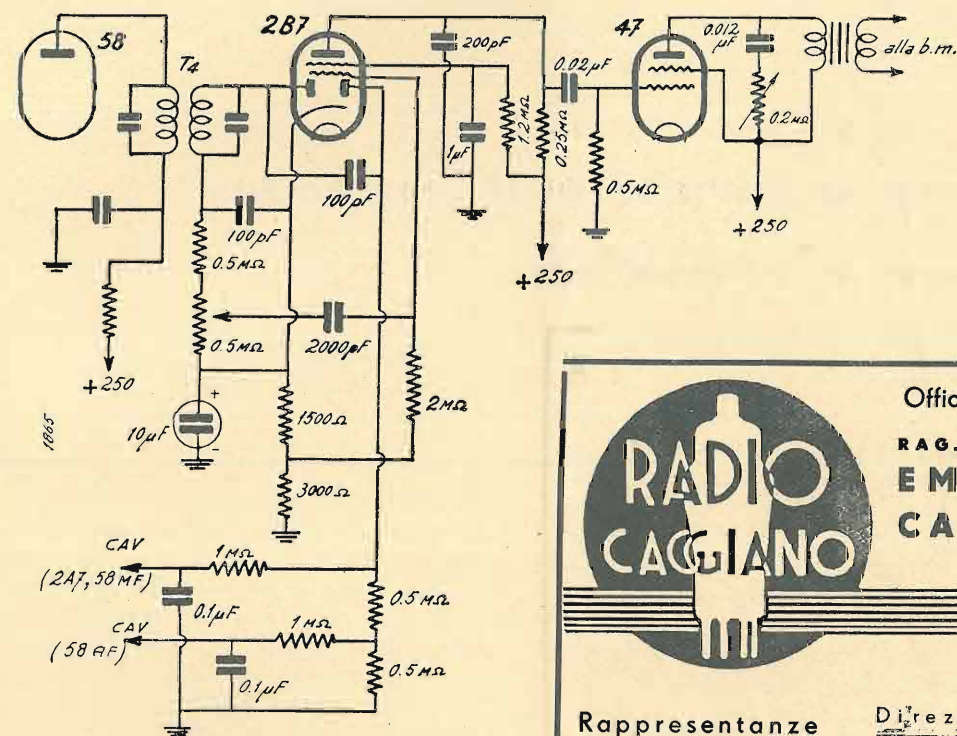 58
2B7
47
T4
200pF
0.02µF
0.012
µF
alla b.m.
1.2MΩ
0.25MΩ
0.2MΩ
1µF
0.5MΩ
100pF
100pF
+250
+250
0.5MΩ
0.5MΩ
2000pF
+250
2MΩ
1500Ω
10µF
+
-
3000Ω
1865
CAV
(2A7, 58 MF)
1MΩ
0.1µF
0.5MΩ
CAV
(58 AF)
1MΩ
0.1µF
0.5MΩ
Offic
RAG.
EM
CA
RADIO
CAGGIANO
Rappresentanze
Direz